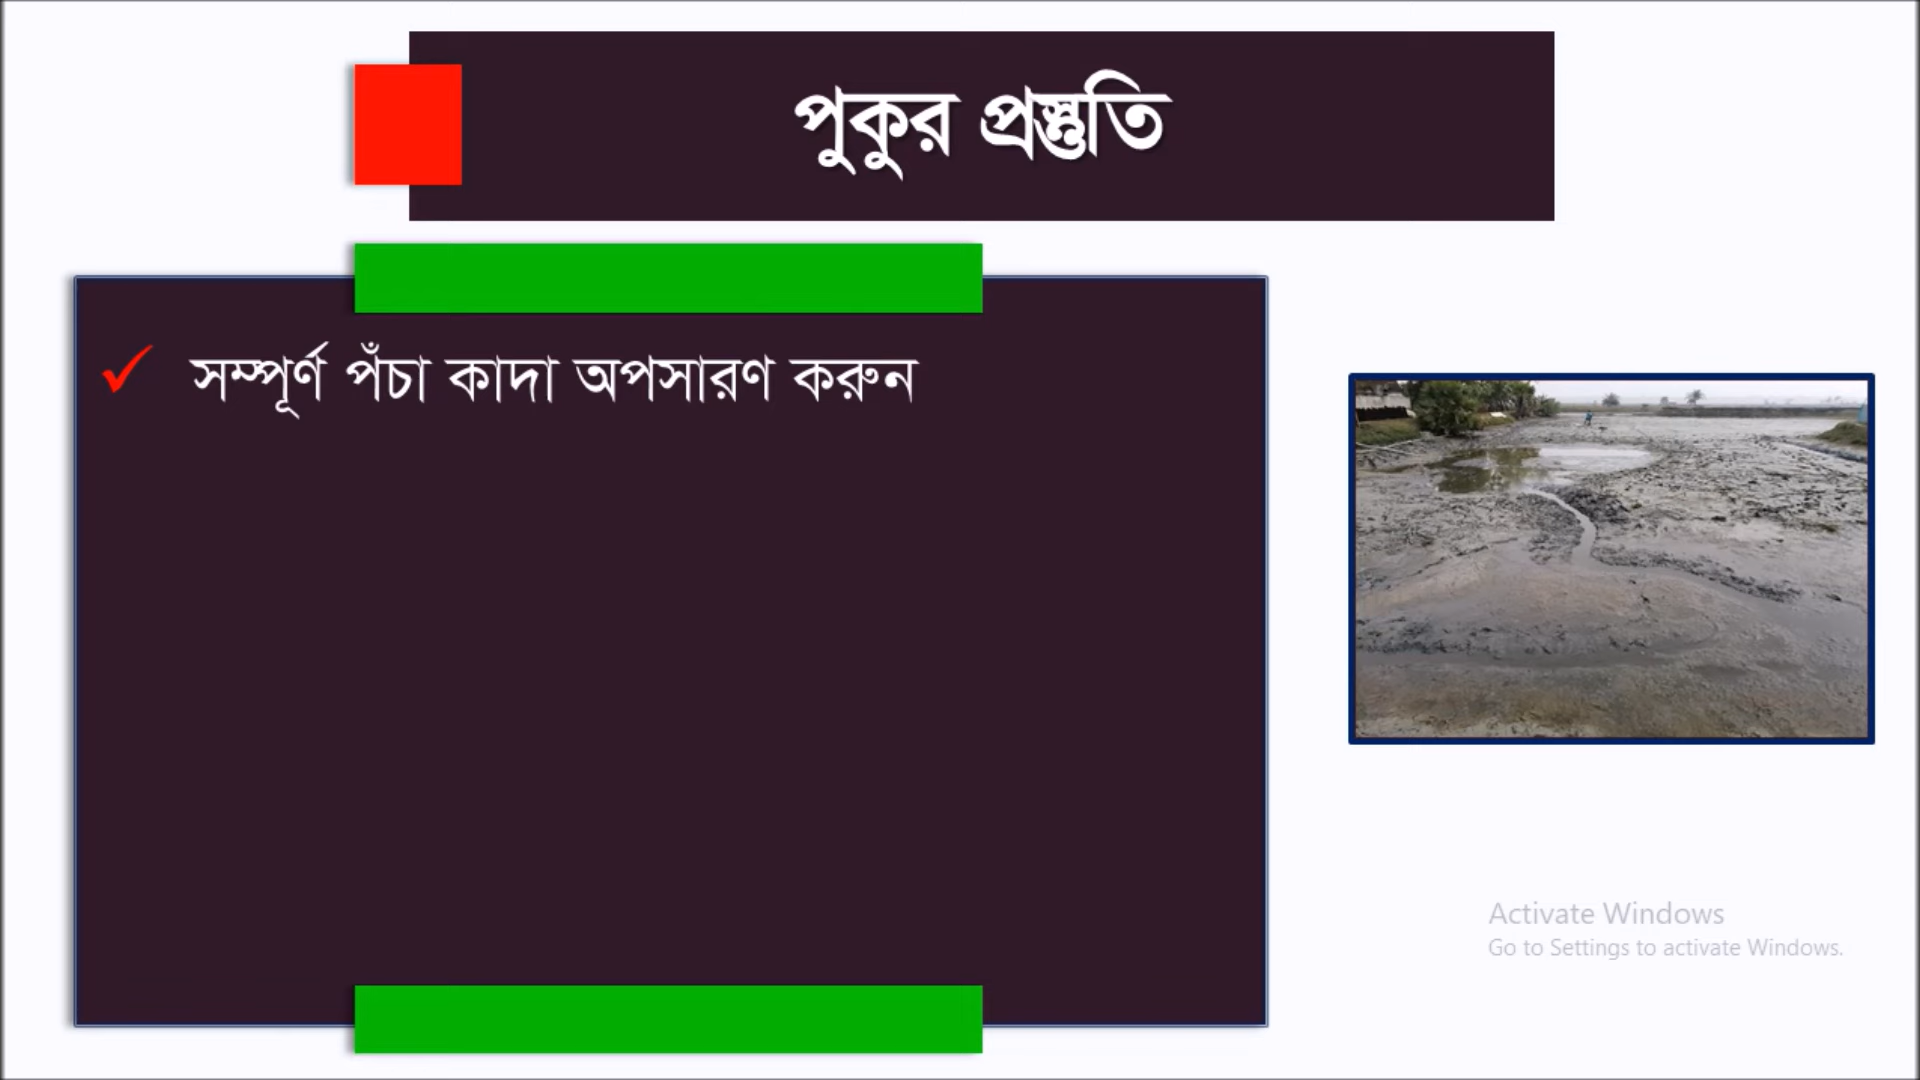 পুকুর প্রস্তুতি
সম্পূর্ণ পঁচা কাদা অপসারণ করুন
Activate Windows
Go to Settings to activate Windows.